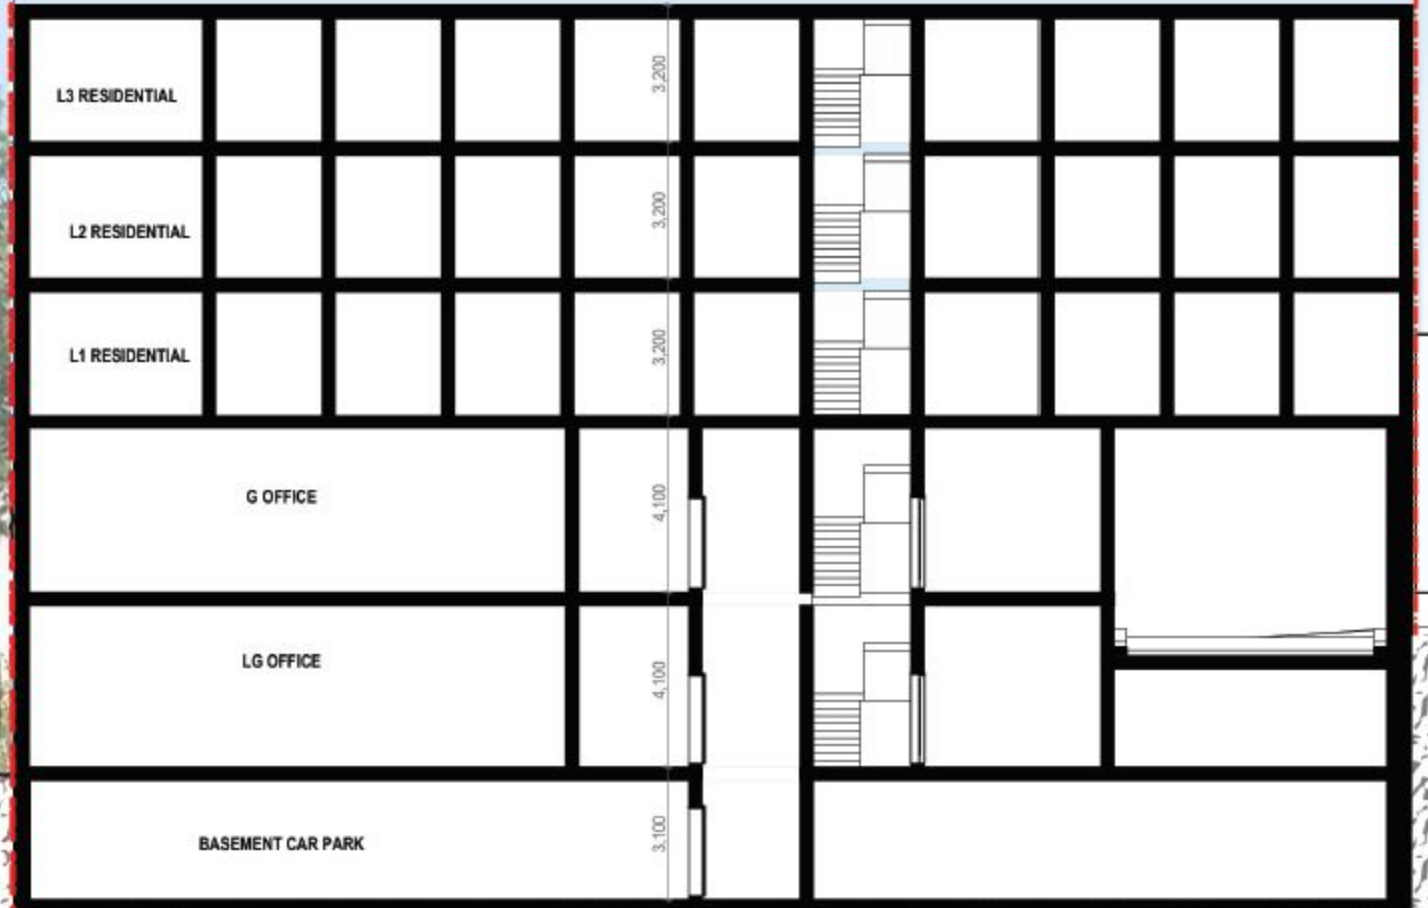 L3 RESIDENTIAL
3,200
L2 RESIDENTIAL
3,200
L1 RESIDENTIAL
3,200
G OFFICE
4,100
LG OFFICE
4,100
BASEMENT CAR PARK
3,100